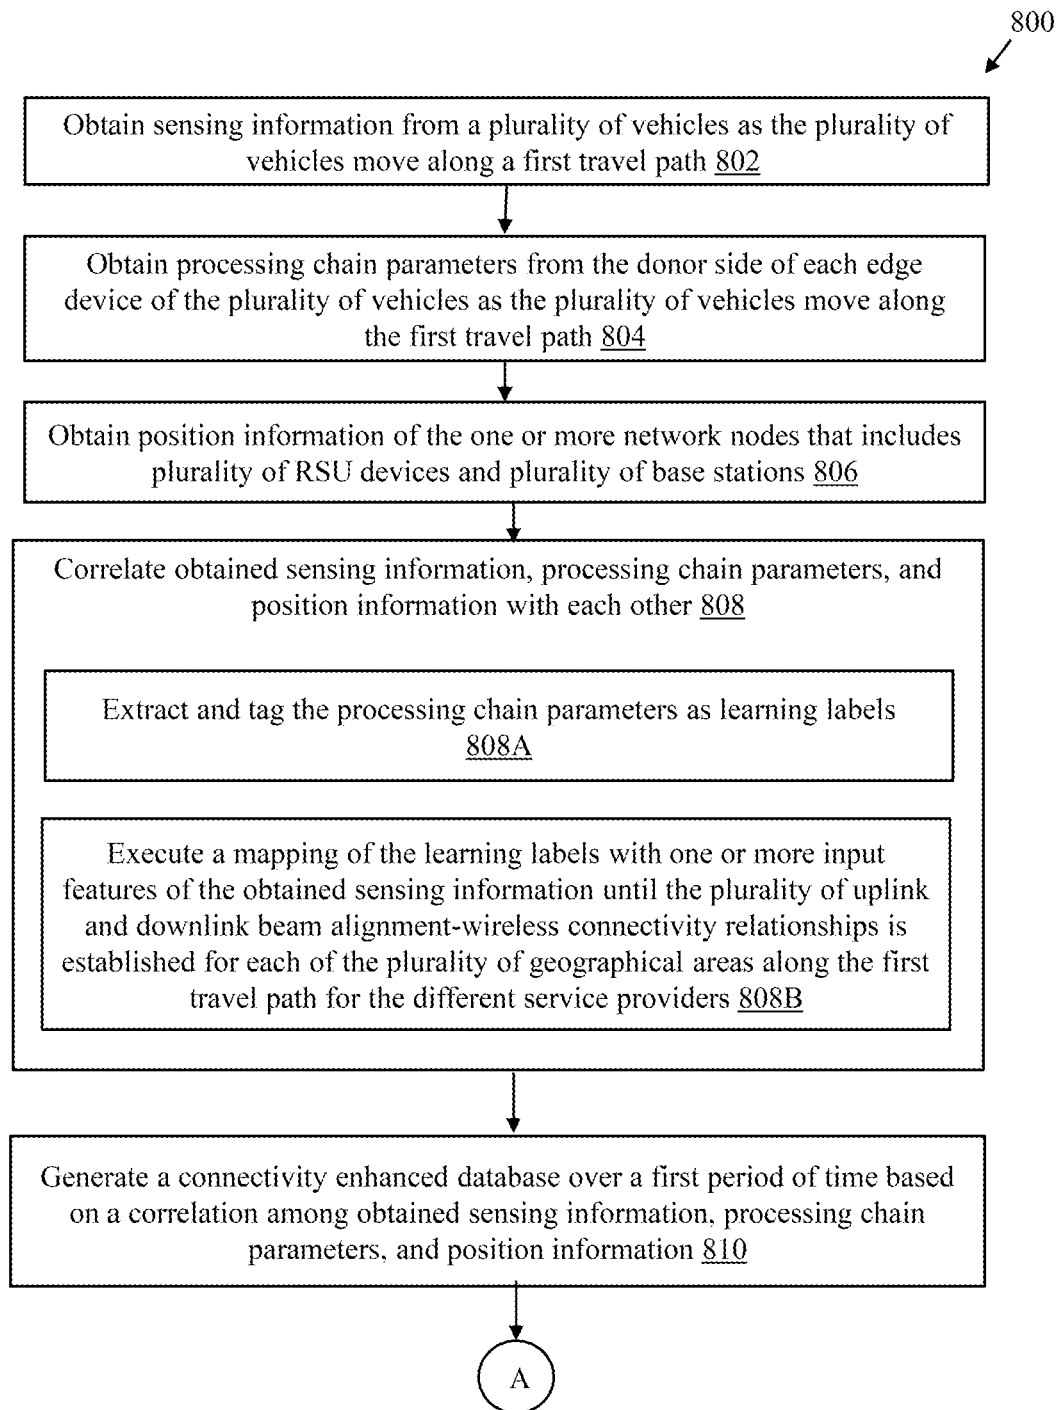 800
Obtain sensing information from a plurality of vehicles as the plurality of
vehicles move along a first travel path 802
Obtain processing chain parameters from the donor side of each edge
device of the plurality of vehicles as the plurality of vehicles move along
the first travel path 804
Obtain position information of the one or more network nodes that includes
plurality of RSU devices and plurality of base stations 806
Correlate obtained sensing information, processing chain parameters, and
position information with each other 808
Extract and tag the processing chain parameters as learning labels
808A
Execute a mapping of the learning labels with one or more input
features of the obtained sensing information until the plurality of uplink
and downlink beam alignment-wireless connectivity relationships is
established for each of the plurality of geographical areas along the first
travel path for the different service providers 808B
Generate a connectivity enhanced database over a first period of time based
on a correlation among obtained sensing information, processing chain
parameters, and position information 810
A